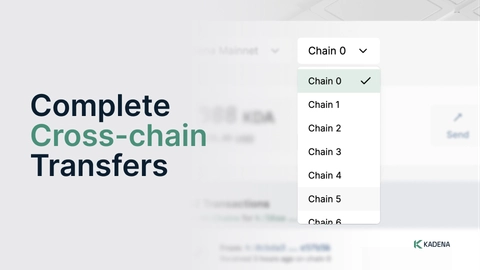 Mainnet
Chain 0
Chain 0
Chain 1
Chain 2
Chain 3
Chain 4
Chain 5
Chain 6
KDA
Send
Complete
Cross-chain
Transfers
Transactions
KADENA